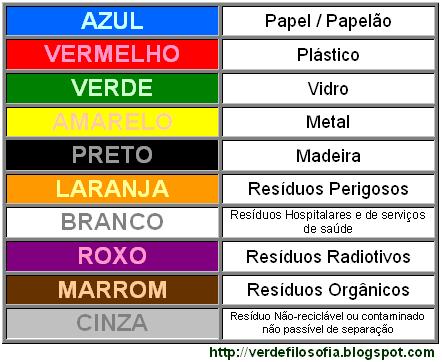 AZUL Papel / Papelão
VERMELHO Plástico
VERDE Vidro
AMARELO Metal
PRETO Madeira
LARANJA Resíduos Perigosos
BRANCO Resíduos Hospitalares e de serviços
de saúde
ROXO Resíduos Radiotivos
MARROM Resíduos Orgânicos
CINZA Resíduo Não-reciclável ou contaminado
não passível de separação
http://verdefilosofia.blogspot.com